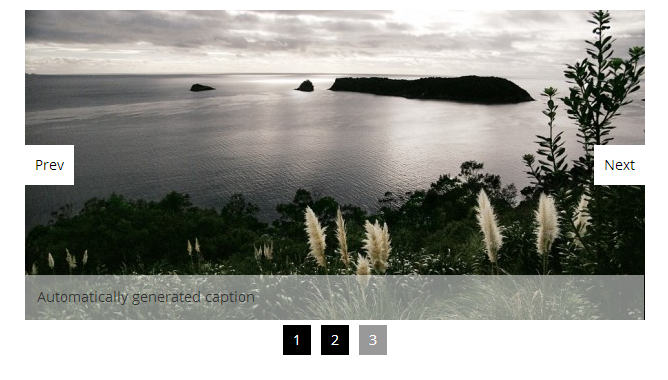 Prev
Next
Automatically generated caption
1 2 3